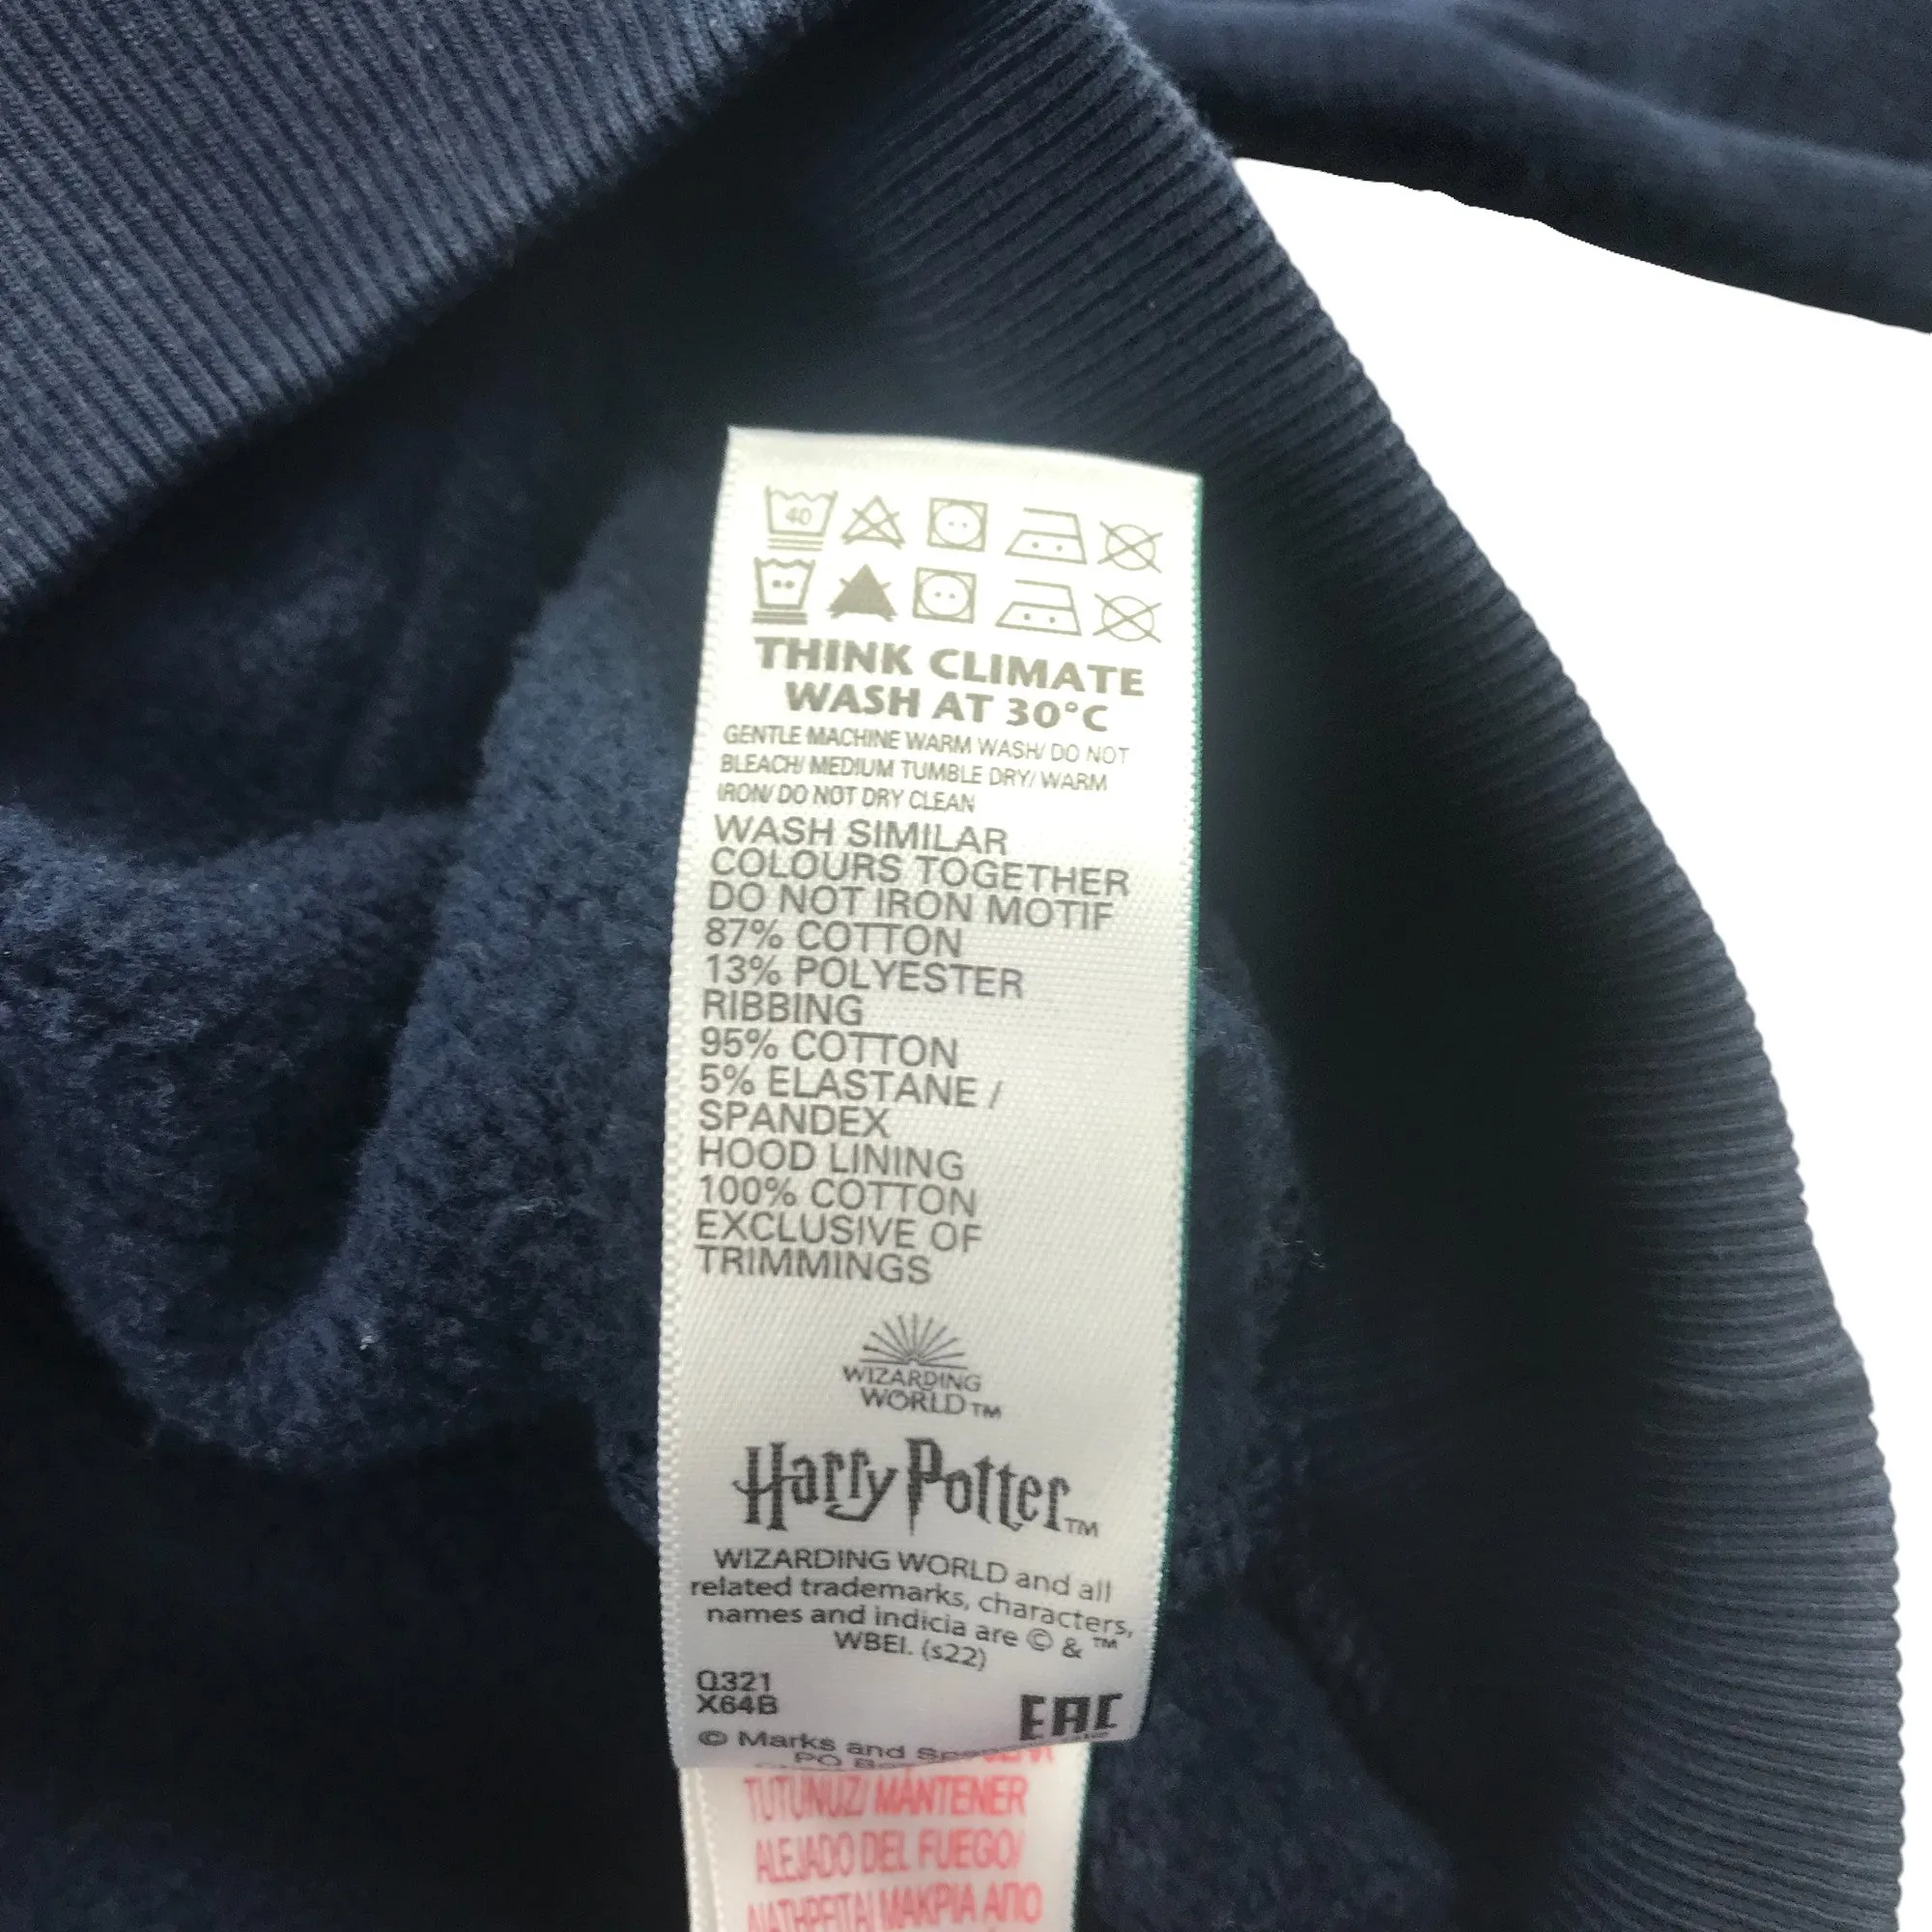 40
THINK CLIMATE
WASH AT 30°C
GENTLE MACHINE WARM WASH/ DO NOT
BLEACH/ MEDIUM TUMBLE DRY/ WARM
IRON/ DO NOT DRY CLEAN
WASH SIMILAR
COLOURS TOGETHER
DO NOT IRON MOTIF
87% COTTON
13% POLYESTER
RIBBING
95% COTTON
5% ELASTANE /
SPANDEX
HOOD LINING
100% COTTON
EXCLUSIVE OF
TRIMMINGS
WIZARDING
WORLD™
Harry Potter™
WIZARDING WORLD and all
related trademarks, characters,
names and indicia are © & ™
WBEI. (s22)
Q321
X64B
EAC
© Marks and
PO
TUTUNUZ/ MANTENER
ALEJADO DEL FUEGO/
ΜΑΚΡΙΑ ΑΠΟ